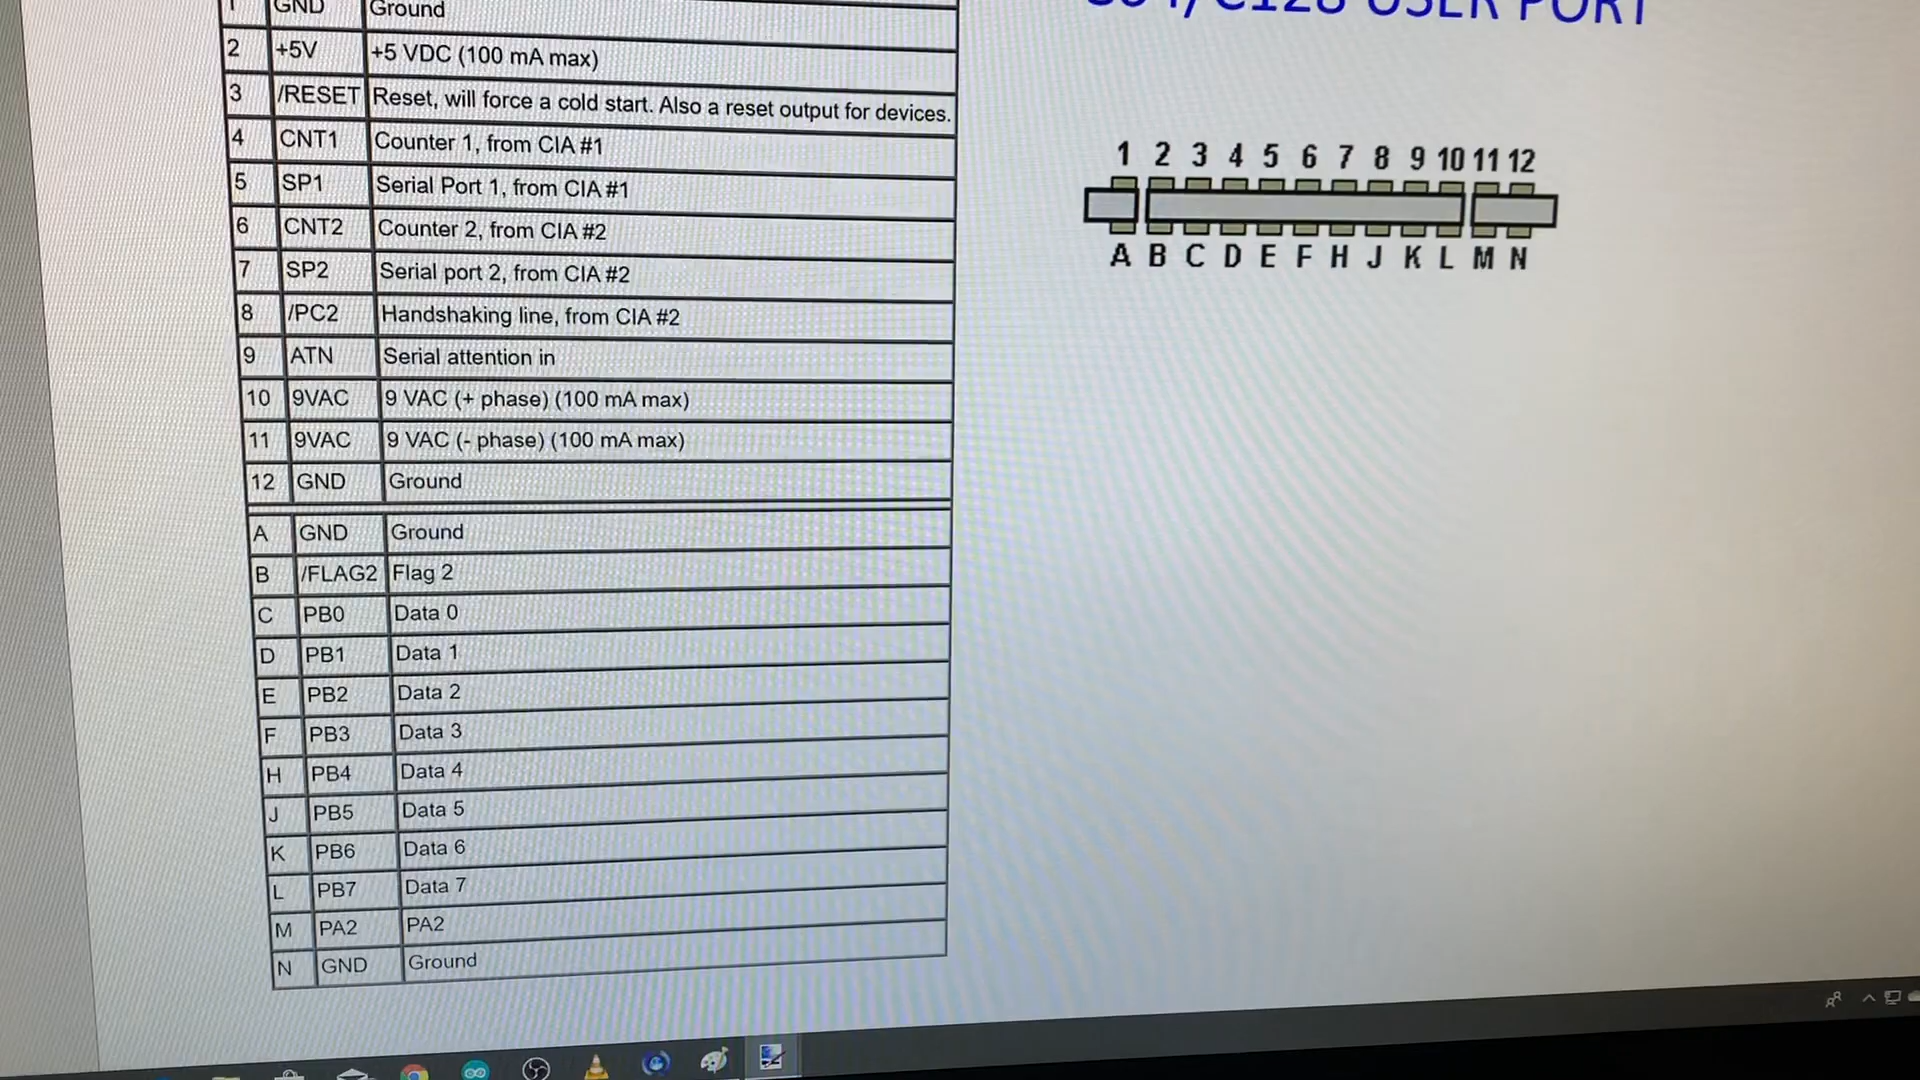 1 GND Ground
2 +5V +5 VDC (100 mA max)
3 /RESET Reset, will force a cold start. Also a reset output for devices.
4 CNT1 Counter 1, from CIA #1
5 SP1 Serial Port 1, from CIA #1
6 CNT2 Counter 2, from CIA #2
7 SP2 Serial port 2, from CIA #2
8 /PC2 Handshaking line, from CIA #2
9 ATN Serial attention in
10 9VAC 9 VAC (+ phase) (100 mA max)
11 9VAC 9 VAC (- phase) (100 mA max)
12 GND Ground
A GND Ground
B /FLAG2 Flag 2
C PB0 Data 0
D PB1 Data 1
E PB2 Data 2
F PB3 Data 3
H PB4 Data 4
J PB5 Data 5
K PB6 Data 6
L PB7 Data 7
M PA2 PA2
N GND Ground
C64/C128 USER PORT
1 2 3 4 5 6 7 8 9 10 11 12
A B C D E F H J K L M N